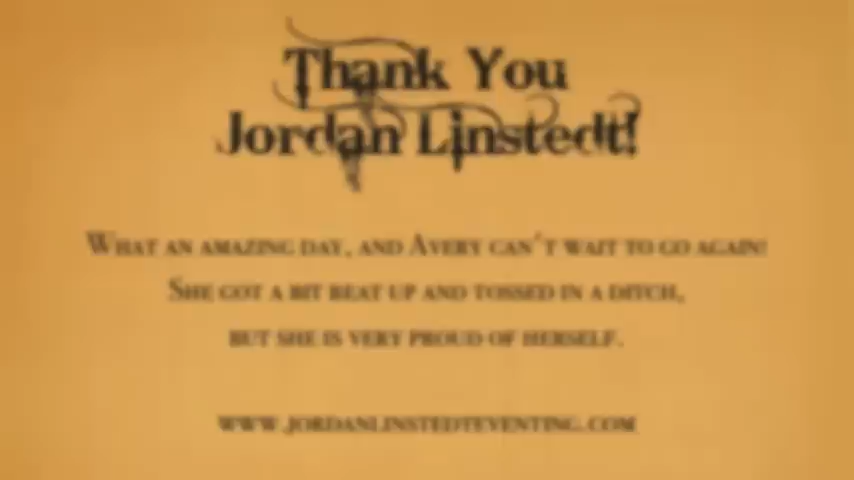 Thank You
Jordan Linstedt!
What an amazing day, and Avery can't wait to go again!
She got a bit beat up and tossed in a ditch,
but she is very proud of herself.
www.jordanlinstedteventing.com